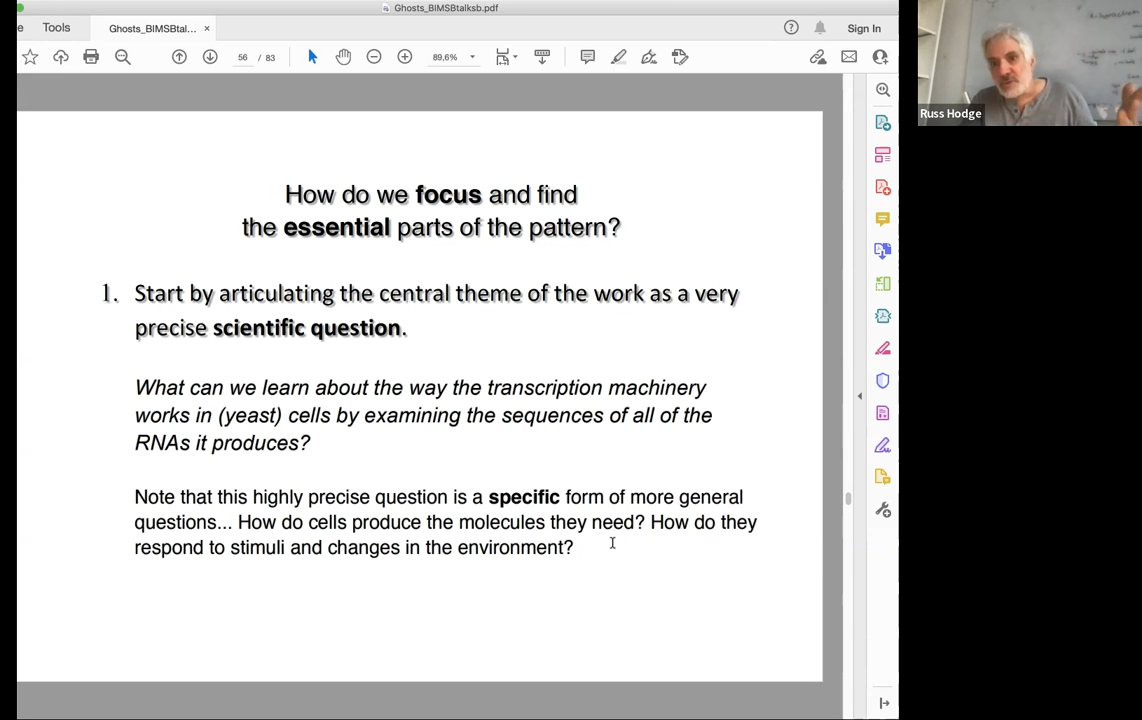 Ghosts_BIMSBtalksb.pdf
e Tools Ghosts_BIMSBtal... × Sign In
56 / 83 89,6%
Russ Hodge
How do we focus and find
the essential parts of the pattern?
1. Start by articulating the central theme of the work as a very
precise scientific question.
What can we learn about the way the transcription machinery
works in (yeast) cells by examining the sequences of all of the
RNAs it produces?
Note that this highly precise question is a specific form of more general
questions... How do cells produce the molecules they need? How do they
respond to stimuli and changes in the environment?